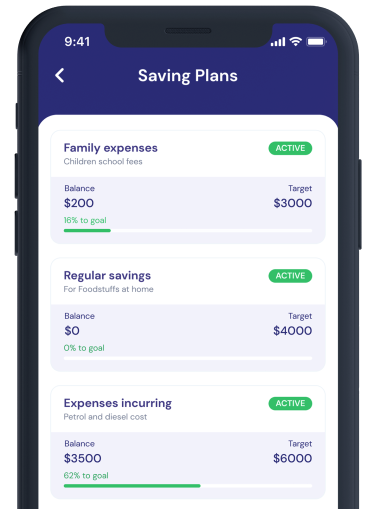 9:41
Saving Plans
Family expenses ACTIVE
Children school fees
Balance Target
$200 $3000
16% to goal
Regular savings ACTIVE
For Foodstuffs at home
Balance Target
$0 $4000
0% to goal
Expenses incurring ACTIVE
Petrol and diesel cost
Balance Target
$3500 $6000
62% to goal